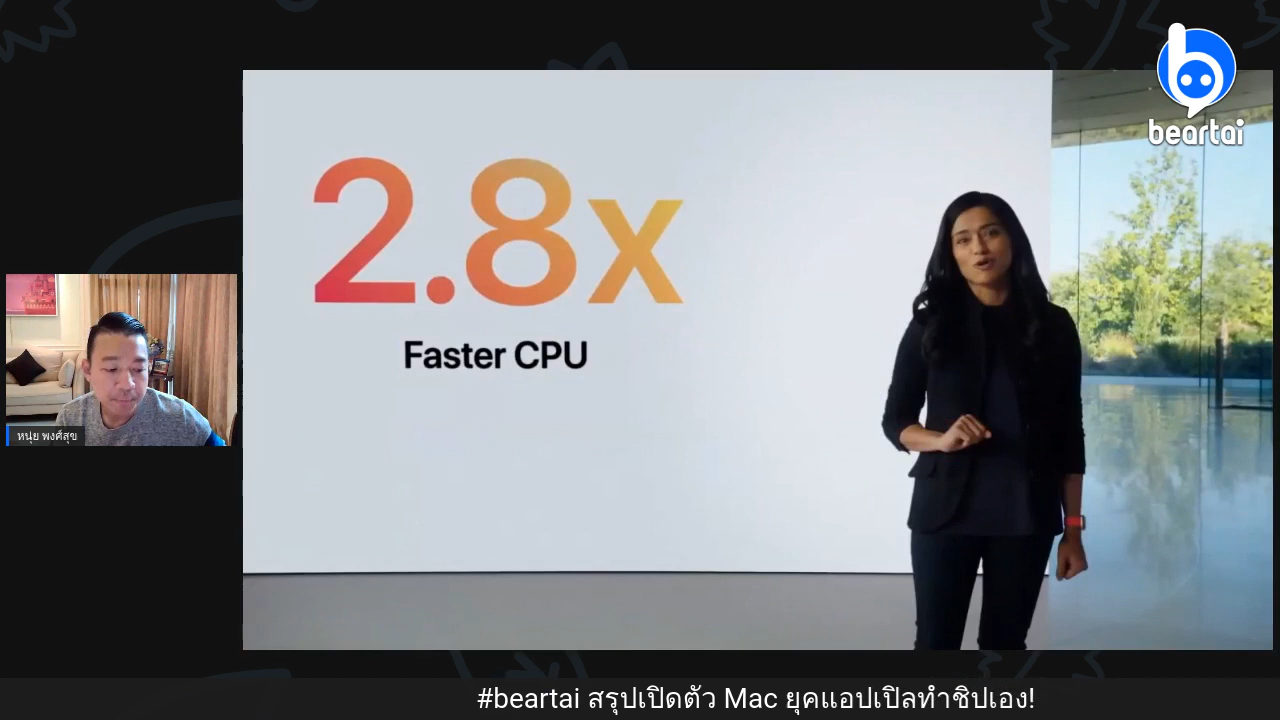 beartai
2.8x
Faster CPU
หนุ่ย พงศ์สุข
#beartai สรุปเปิดตัว Mac ยุคแอปเปิลทำชิปเอง!